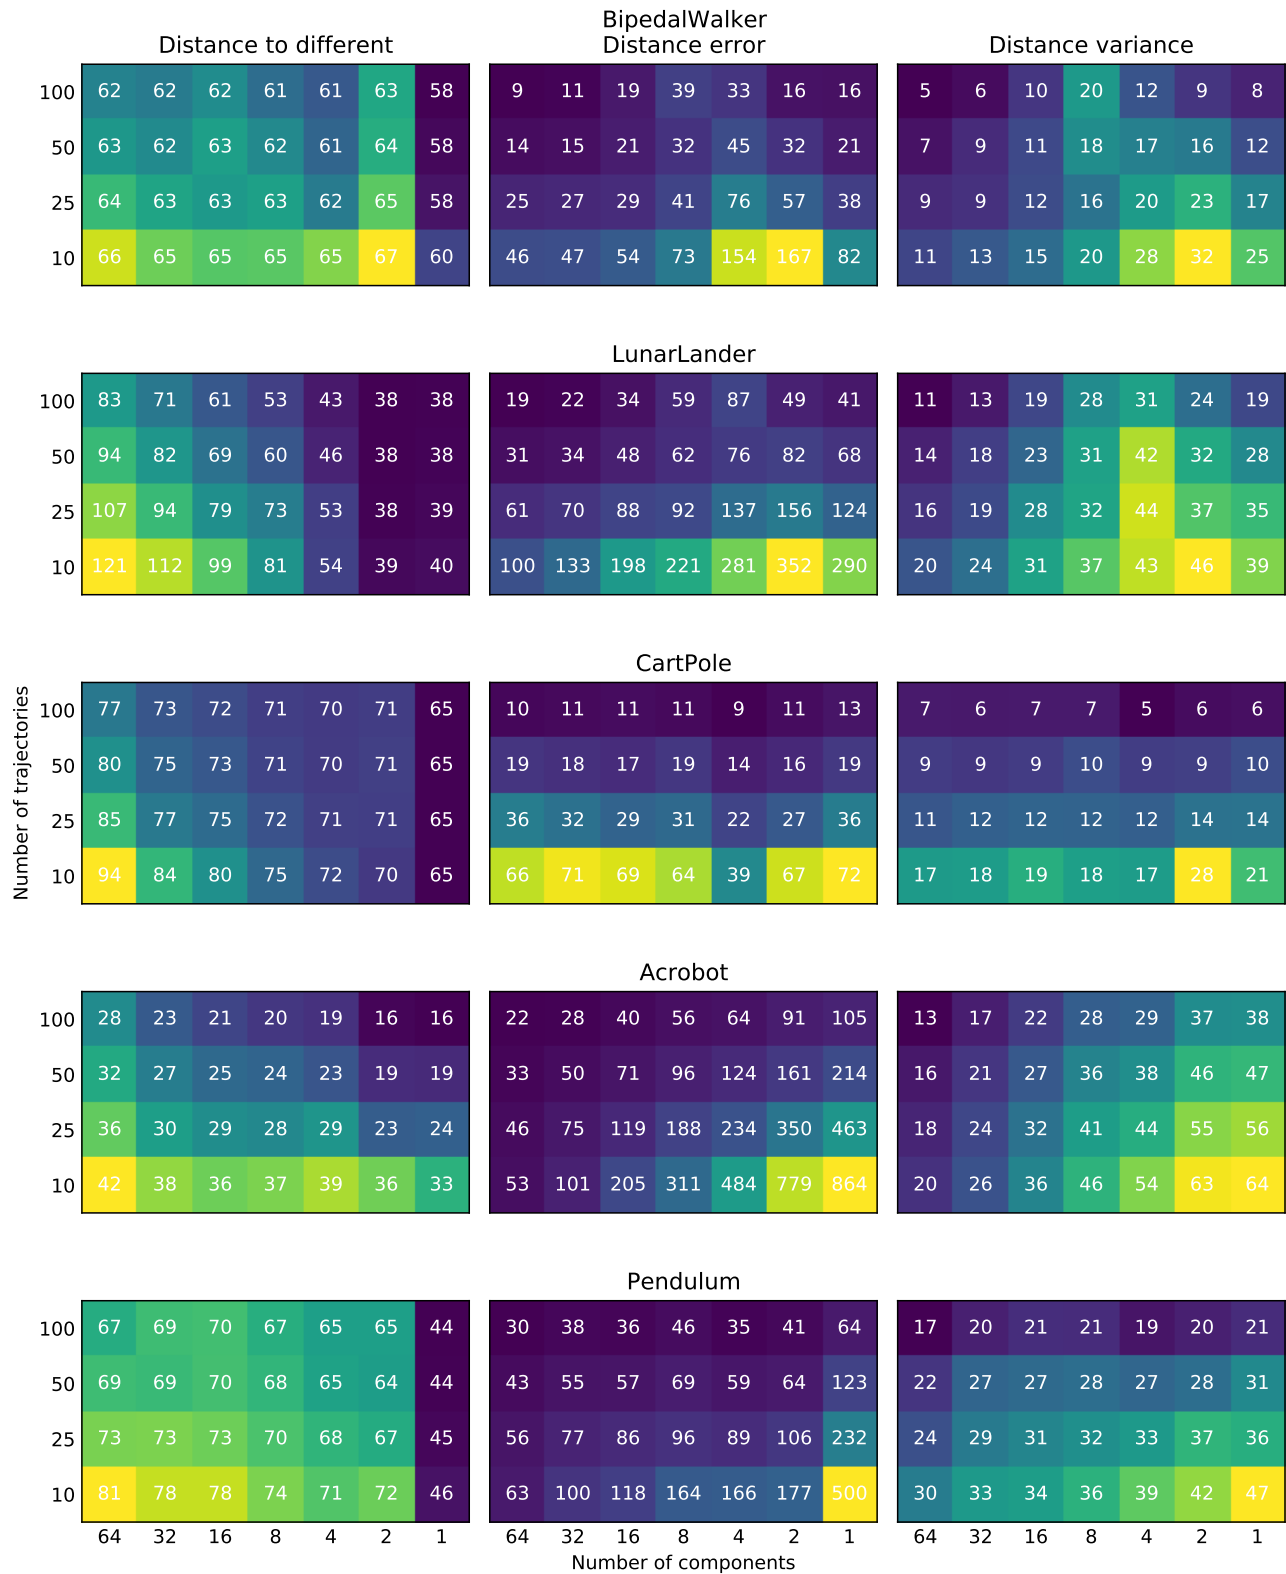 BipedalWalker
Distance to different Distance error Distance variance
100 62 62 62 61 61 63 58 9 11 19 39 33 16 16 5 6 10 20 12 9 8
50 63 62 63 62 61 64 58 14 15 21 32 45 32 21 7 9 11 18 17 16 12
25 64 63 63 63 62 65 58 25 27 29 41 76 57 38 9 9 12 16 20 23 17
10 66 65 65 65 65 67 60 46 47 54 73 154 167 82 11 13 15 20 28 32 25
LunarLander
100 83 71 61 53 43 38 38 19 22 34 59 87 49 41 11 13 19 28 31 24 19
50 94 82 69 60 46 38 38 31 34 48 62 76 82 68 14 18 23 31 42 32 28
25 107 94 79 73 53 38 39 61 70 88 92 137 156 124 16 19 28 32 44 37 35
10 121 112 99 81 54 39 40 100 133 198 221 281 352 290 20 24 31 37 43 46 39
CartPole
Number of trajectories
100 77 73 72 71 70 71 65 10 11 11 11 9 11 13 7 6 7 7 5 6 6
50 80 75 73 71 70 71 65 19 18 17 19 14 16 19 9 9 9 10 9 9 10
25 85 77 75 72 71 71 65 36 32 29 31 22 27 36 11 12 12 12 12 14 14
10 94 84 80 75 72 70 65 66 71 69 64 39 67 72 17 18 19 18 17 28 21
Acrobot
100 28 23 21 20 19 16 16 22 28 40 56 64 91 105 13 17 22 28 29 37 38
50 32 27 25 24 23 19 19 33 50 71 96 124 161 214 16 21 27 36 38 46 47
25 36 30 29 28 29 23 24 46 75 119 188 234 350 463 18 24 32 41 44 55 56
10 42 38 36 37 39 36 33 53 101 205 311 484 779 864 20 26 36 46 54 63 64
Pendulum
100 67 69 70 67 65 65 44 30 38 36 46 35 41 64 17 20 21 21 19 20 21
50 69 69 70 68 65 64 44 43 55 57 69 59 64 123 22 27 27 28 27 28 31
25 73 73 73 70 68 67 45 56 77 86 96 89 106 232 24 29 31 32 33 37 36
10 81 78 78 74 71 72 46 63 100 118 164 166 177 500 30 33 34 36 39 42 47
64 32 16 8 4 2 1 64 32 16 8 4 2 1 64 32 16 8 4 2 1
Number of components